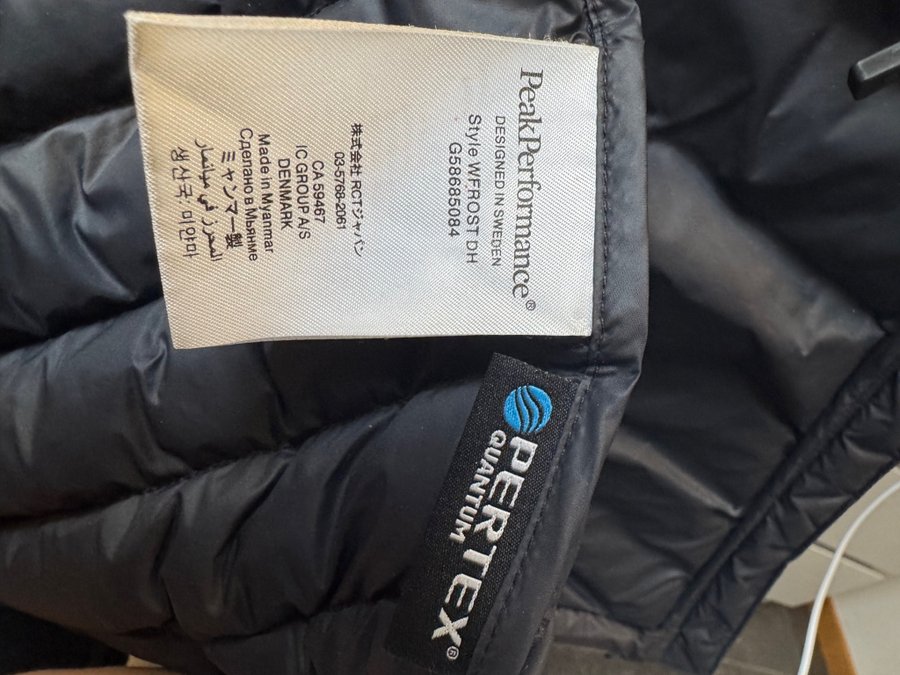 PeakPerformance®
DESIGNED IN SWEDEN
Style WFROST DH
G58685084
株式会社 RCTジャパン
03-5768-2061
CA 59467
IC GROUP A/S
DENMARK
Made in Myanmar
Сделано в Мьянме
ミャンマー製
المحرز في ميانمار
생산국 미얀마
PERTEX®
QUANTUM